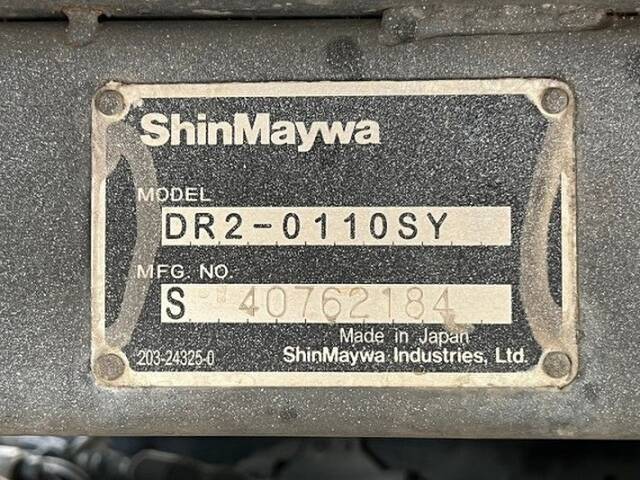 ShinMaywa
MODEL
DR2-0110SY
MFG. NO.
S 40762184
Made in Japan
203-24325-0 ShinMaywa Industries, Ltd.